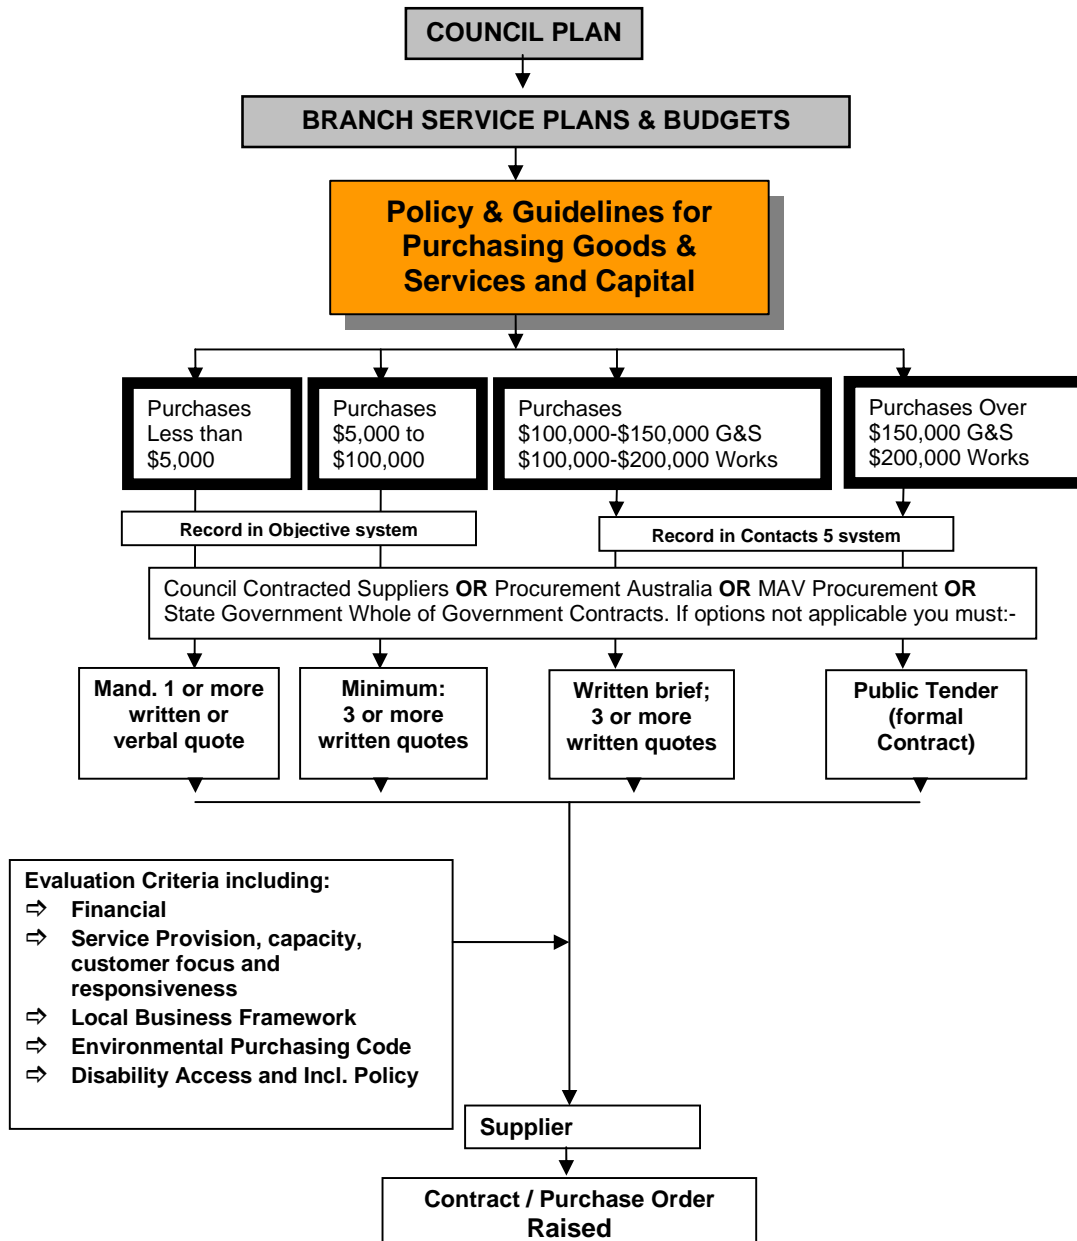 COUNCIL PLAN
BRANCH SERVICE PLANS & BUDGETS
Policy & Guidelines for
Purchasing Goods &
Services and Capital
Purchases
Less than
$5,000
Purchases
$5,000 to
$100,000
Purchases
$100,000-$150,000 G&S
$100,000-$200,000 Works
Purchases Over
$150,000 G&S
$200,000 Works
Record in Objective system
Record in Contacts 5 system
Council Contracted Suppliers OR Procurement Australia OR MAV Procurement OR
State Government Whole of Government Contracts. If options not applicable you must:-
Mand. 1 or more
written or
verbal quote
Minimum:
3 or more
written quotes
Written brief;
3 or more
written quotes
Public Tender
(formal
Contract)
Evaluation Criteria including:
⇨ Financial
⇨ Service Provision, capacity,
customer focus and
responsiveness
⇨ Local Business Framework
⇨ Environmental Purchasing Code
⇨ Disability Access and Incl. Policy
Supplier
Contract / Purchase Order
Raised